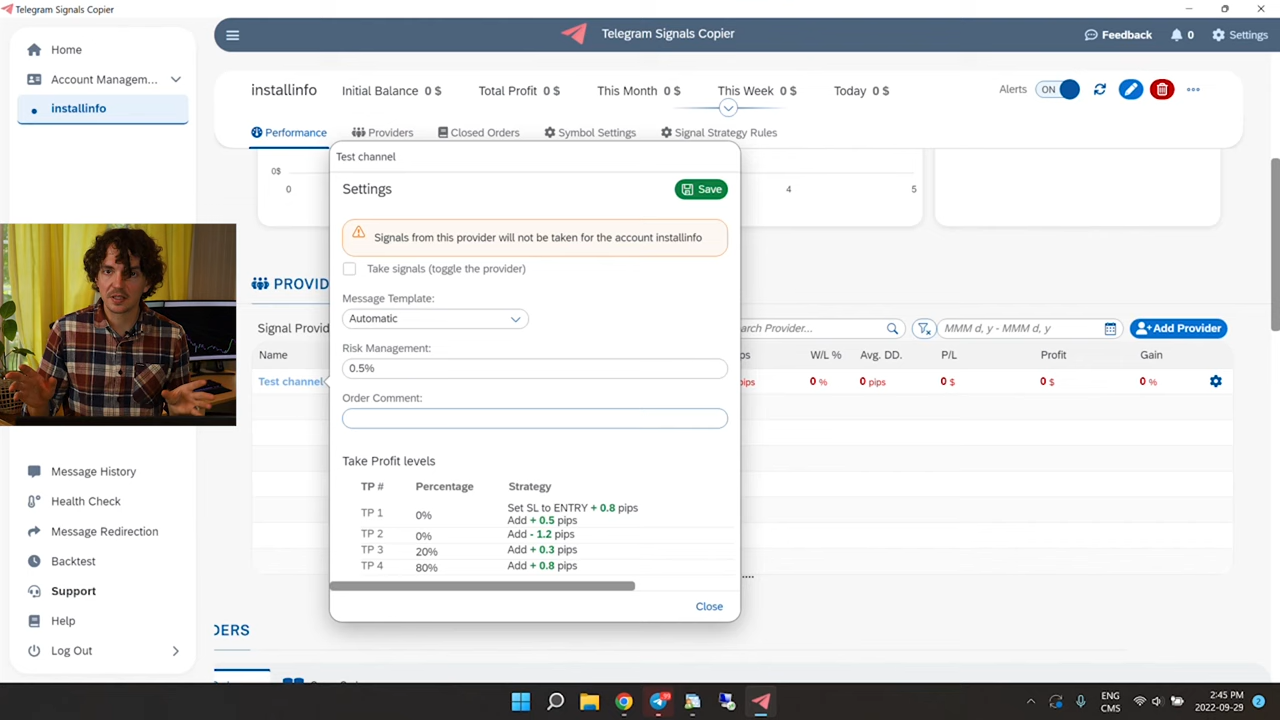 Telegram Signals Copier
Home
Account Managem...
installinfo
Message History
Health Check
Message Redirection
Backtest
Support
Help
Log Out
Telegram Signals Copier
Feedback
0
Settings
installinfo
Initial Balance 0 $
Total Profit 0 $
This Month 0 $
This Week 0 $
Today 0 $
Alerts ON
Performance
Providers
Closed Orders
Symbol Settings
Signal Strategy Rules
0$
0
4
5
PROVID
Signal Provid
Name
Test channel
Test channel
Settings
Save
Signals from this provider will not be taken for the account installinfo
Take signals (toggle the provider)
Message Template:
Automatic
Risk Management:
0.5%
Order Comment:
Take Profit levels
TP # Percentage Strategy
TP 1 0% Set SL to ENTRY + 0.8 pips
Add + 0.5 pips
TP 2 0% Add - 1.2 pips
TP 3 20% Add + 0.3 pips
TP 4 80% Add + 0.8 pips
Close
arch Provider...
MMM d, y - MMM d, y
Add Provider
ps W/L % Avg. DD. P/L Profit Gain
pips 0 % 0 pips 0 $ 0 $ 0 %
....
DERS
ENG
CMS
2:45 PM
2022-09-29
2